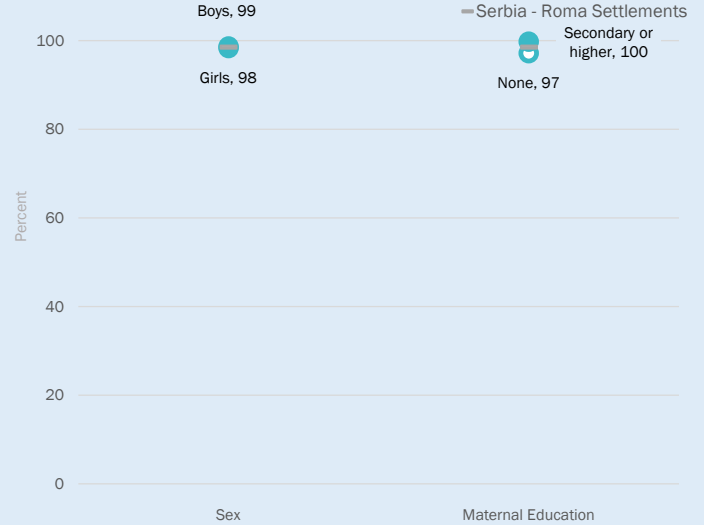 Boys, 99
Serbia - Roma Settlements
100
Secondary or
higher, 100
Girls, 98
None, 97
80
Percent
60
40
20
0
Sex
Maternal Education